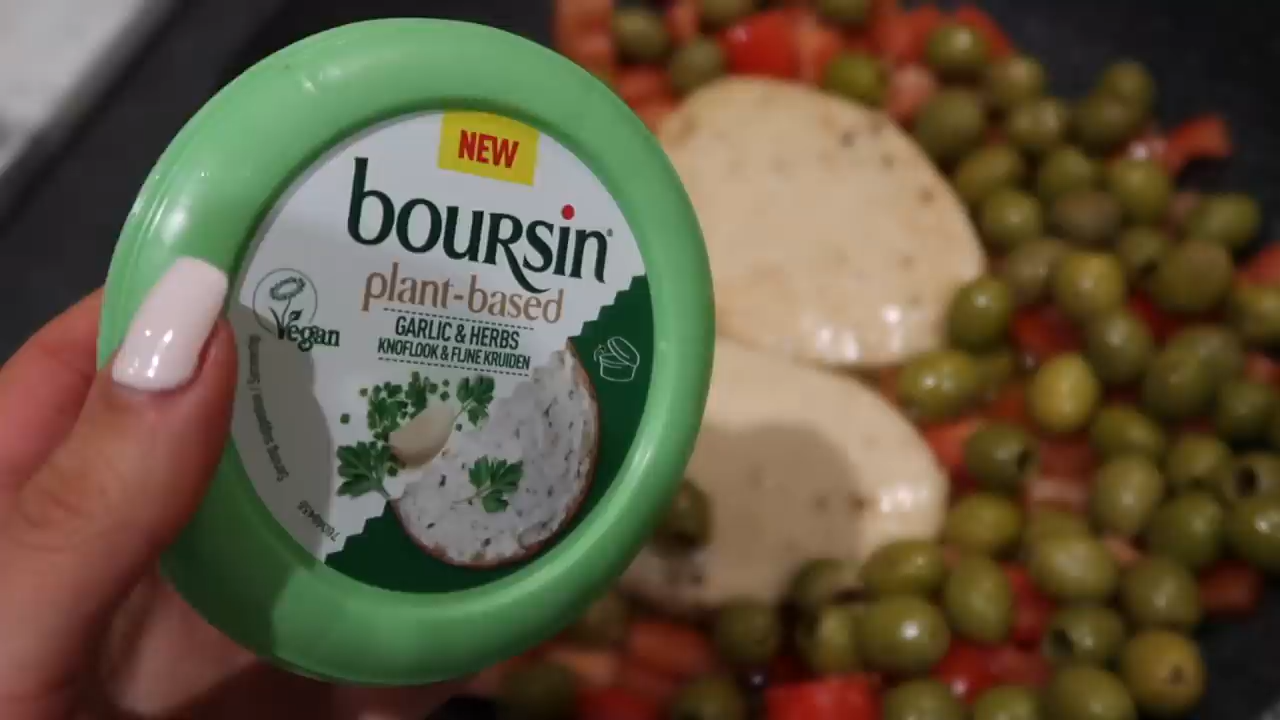 NEW
boursin
plant-based
GARLIC & HERBS
KNOFLOOK & FIJNE KRUIDEN
Vegan